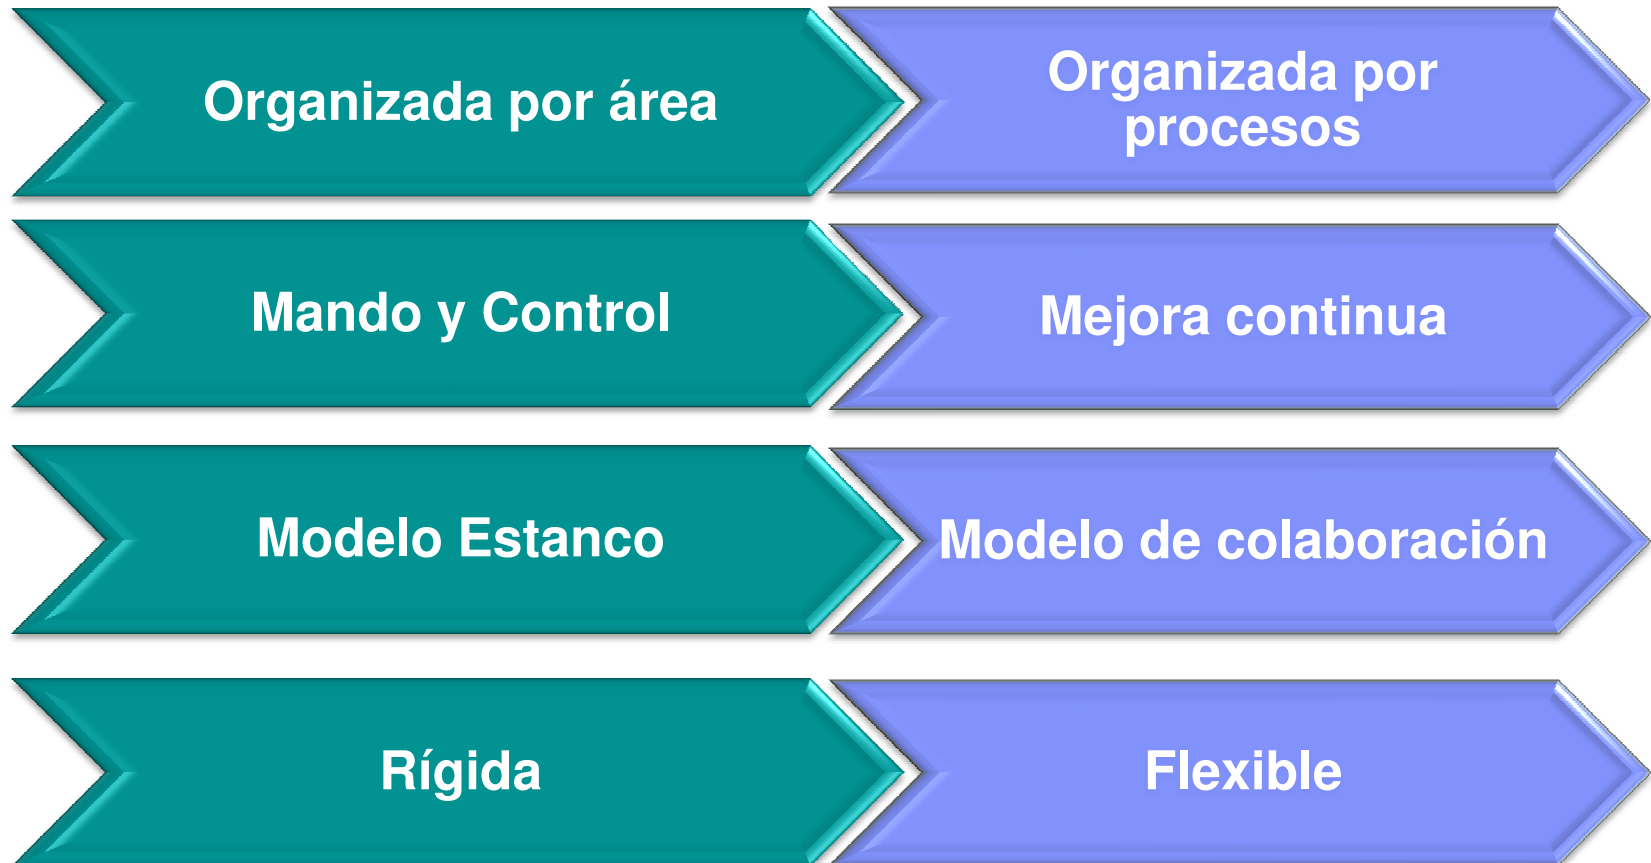 Organizada por área
Organizada por
procesos
Mando y Control
Mejora continua
Modelo Estanco
Modelo de colaboración
Rígida
Flexible